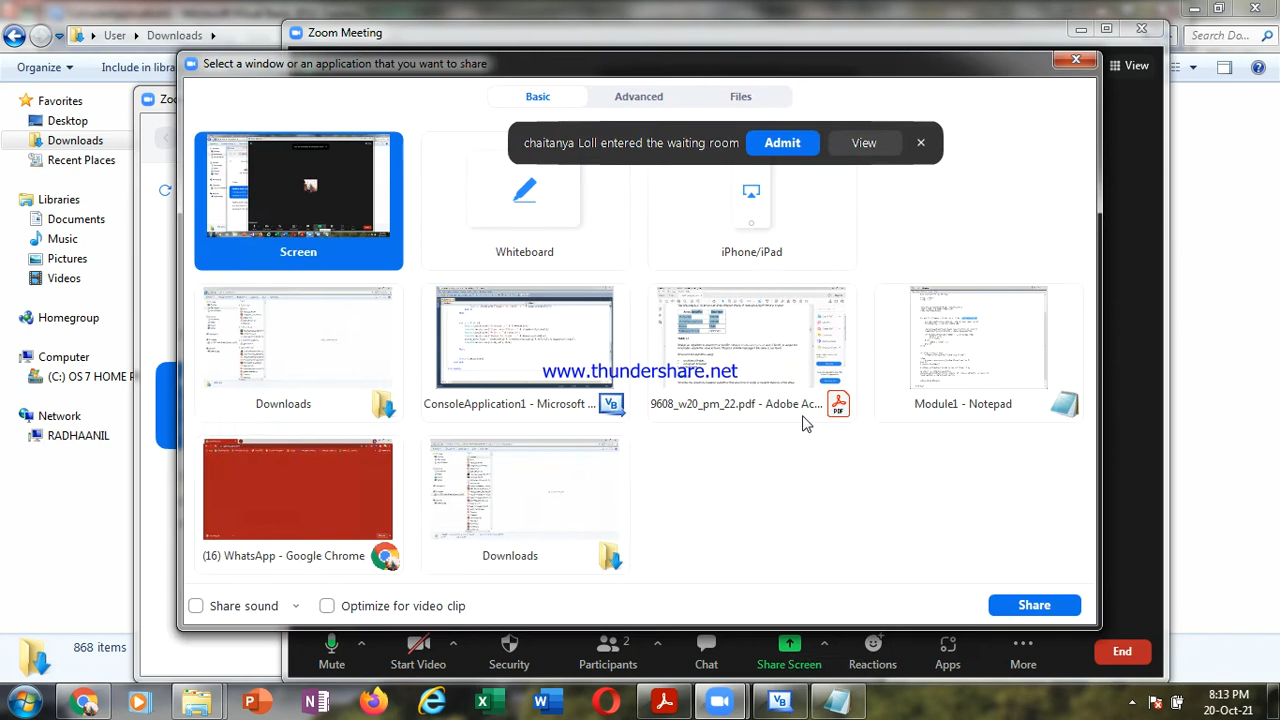 User
Downloads
Search Do...
Zoom Meeting
Organize
Include in libra
Select a window or an application that you want to share
View
Basic
Advanced
Files
chaitanya Loll entered the waiting room
Admit
View
Favorites
Desktop
Downloads
Recent Places
Libraries
Documents
Music
Pictures
Videos
Homegroup
Computer
(C:) OS 7 HOM
Network
RADHAANIL
Zoo
Screen
Whiteboard
iPhone/iPad
www.thundershare.net
Downloads
ConsoleApplication1 - Microsoft ...
9608_w20_pm_22.pdf - Adobe Ac...
Module1 - Notepad
(16) WhatsApp - Google Chrome
Downloads
Share sound
Optimize for video clip
Share
868 items
Mute
Start Video
Security
2
Participants
Chat
Share Screen
Reactions
Apps
More
End
8:13 PM
20-Oct-21